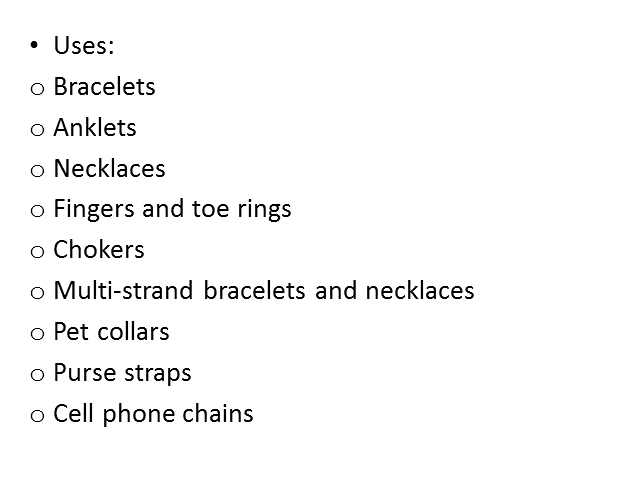 • Uses:
o Bracelets
o Anklets
o Necklaces
o Fingers and toe rings
o Chokers
o Multi-strand bracelets and necklaces
o Pet collars
o Purse straps
o Cell phone chains